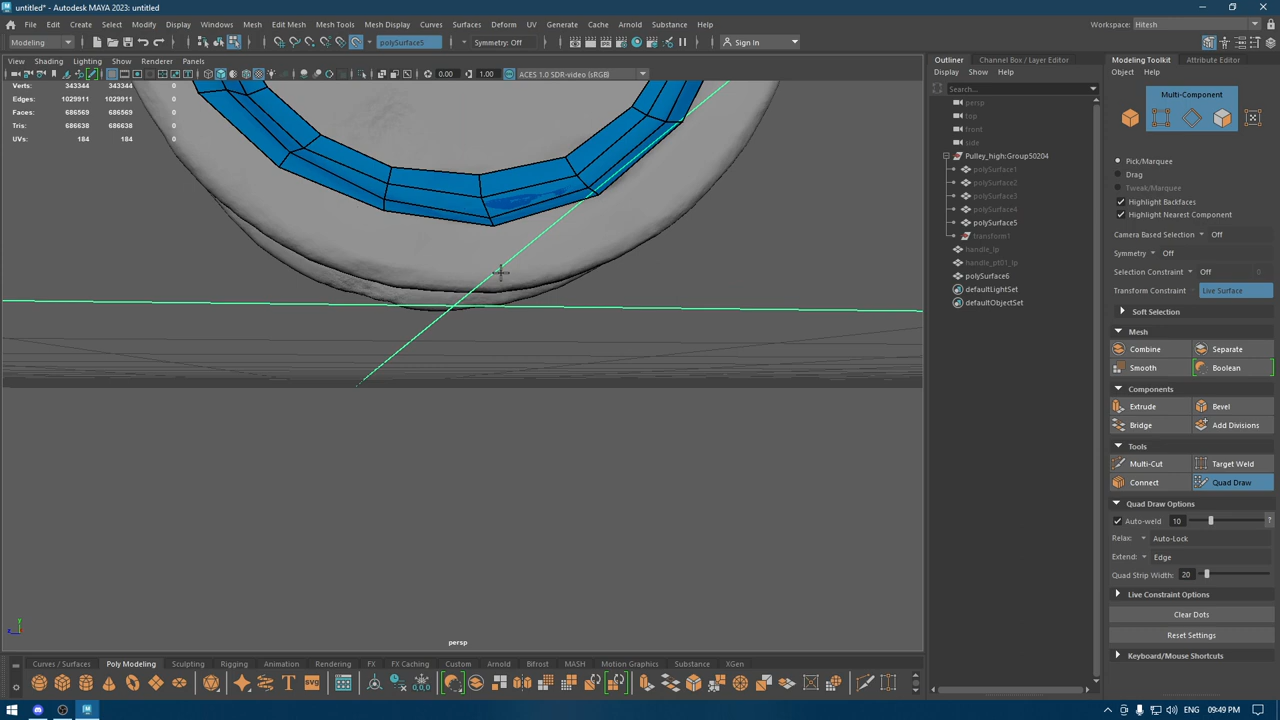 untitled* - Autodesk MAYA 2023: untitled
File Edit Create Select Modify Display Windows Mesh Edit Mesh Mesh Tools Mesh Display Curves Surfaces Deform UV Generate Cache Arnold Substance Help
Workspace: Hitesh
Modeling polySurface5 Symmetry: Off Sign In
View Shading Lighting Show Renderer Panels
0.00 1.00 ACES 1.0 SDR-video (sRGB)
Verts: 343344 343344 0
Edges: 1029911 1029911 0
Faces: 686569 686569 0
Tris: 686638 686638 0
UVs: 184 184 0
persp
Outliner Channel Box / Layer Editor
Display Show Help
Search...
persp
top
front
side
Pulley_high:Group50204
polySurface1
polySurface2
polySurface3
polySurface4
polySurface5
transform1
handle_lp
handle_pt01_lp
polySurface6
defaultLightSet
defaultObjectSet
Modeling Toolkit Attribute Editor
Object Help
Multi-Component
Pick/Marquee
Drag
Tweak/Marquee
Highlight Backfaces
Highlight Nearest Component
Camera Based Selection Off
Symmetry Off
Selection Constraint Off
Transform Constraint Live Surface
Soft Selection
Mesh
Combine Separate
Smooth Boolean
Components
Extrude Bevel
Bridge Add Divisions
Tools
Multi-Cut Target Weld
Connect Quad Draw
Quad Draw Options
Auto-weld 10 ?
Relax: Auto-Lock
Extend: Edge
Quad Strip Width: 20
Live Constraint Options
Clear Dots
Reset Settings
Keyboard/Mouse Shortcuts
Curves / Surfaces Poly Modeling Sculpting Rigging Animation Rendering FX FX Caching Custom Arnold Bifrost MASH Motion Graphics Substance XGen
ENG 09:49 PM